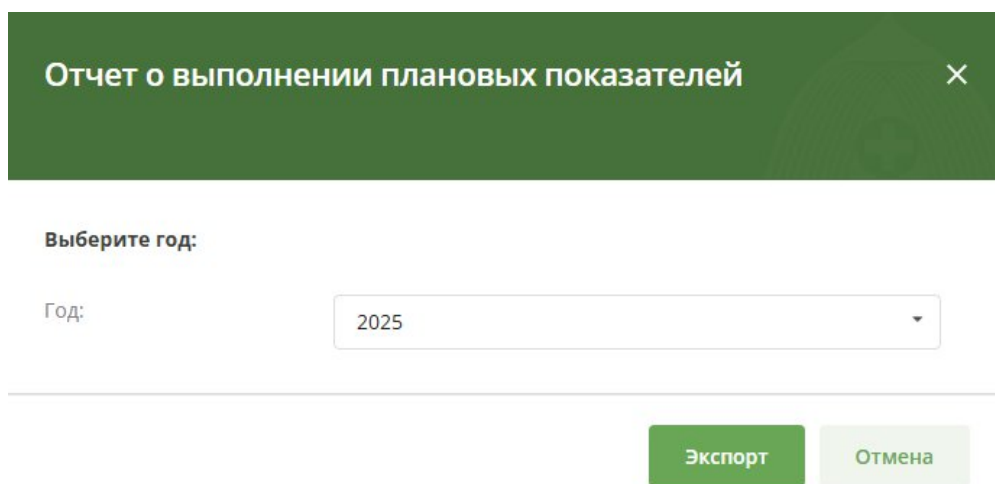 Отчет о выполнении плановых показателей
Выберите год:
Год:
2025
Экспорт
Отмена